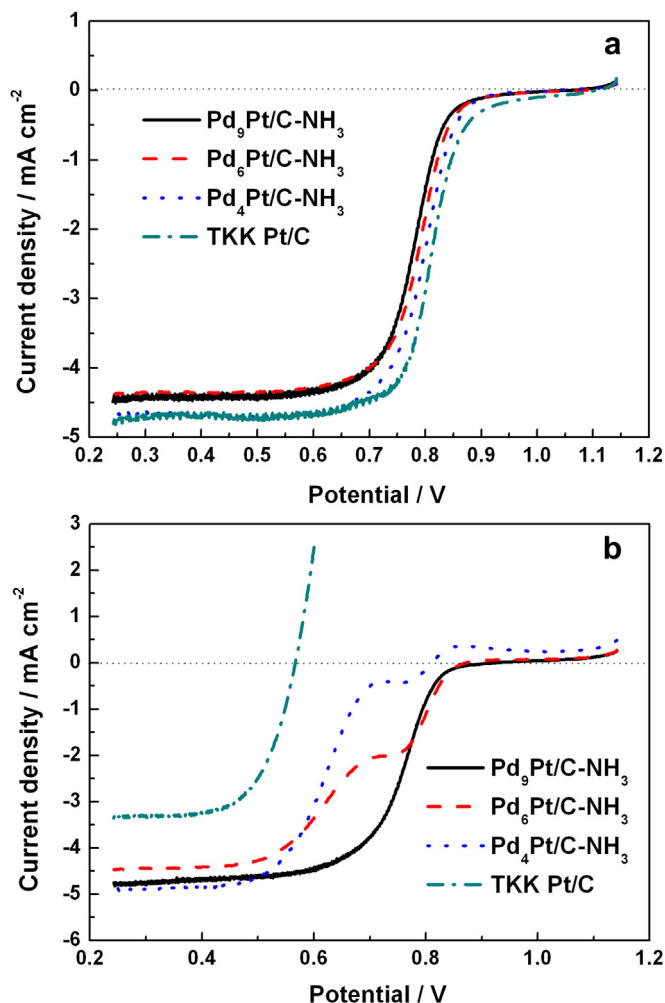 a
0
-1
-2
-3
-4
-5
Current density / mA cm⁻²
Pd₉Pt/C-NH₃
Pd₆Pt/C-NH₃
Pd₄Pt/C-NH₃
TKK Pt/C
0.2 0.3 0.4 0.5 0.6 0.7 0.8 0.9 1.0 1.1 1.2
Potential / V
b
3
2
1
0
-1
-2
-3
-4
-5
-6
Current density / mA cm⁻²
Pd₉Pt/C-NH₃
Pd₆Pt/C-NH₃
Pd₄Pt/C-NH₃
TKK Pt/C
0.2 0.4 0.6 0.8 1.0 1.2
Potential / V